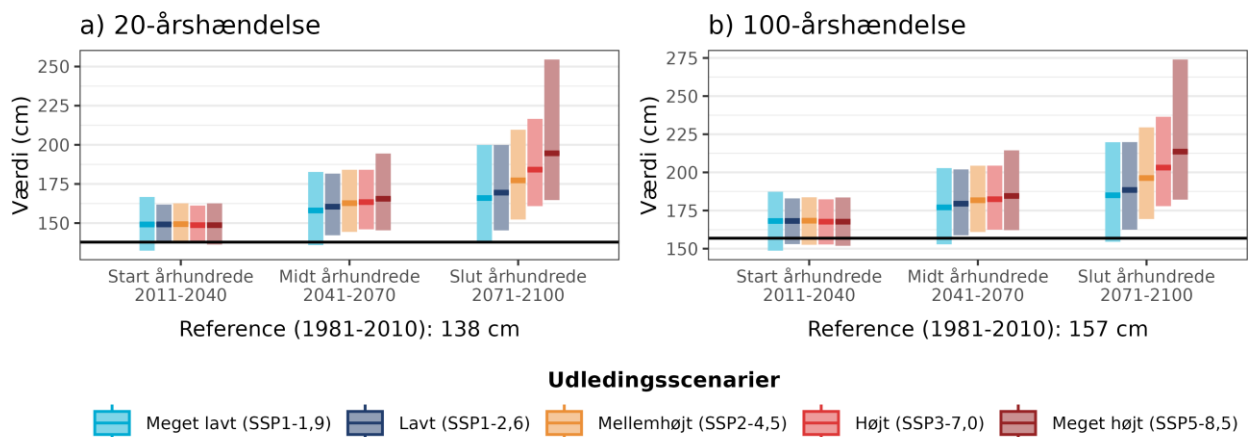 a) 20-årshændelse
Værdi (cm)
250
225
200
175
150
Start århundrede
2011-2040
Midt århundrede
2041-2070
Slut århundrede
2071-2100
Reference (1981-2010): 138 cm
b) 100-årshændelse
Værdi (cm)
275
250
225
200
175
150
Start århundrede
2011-2040
Midt århundrede
2041-2070
Slut århundrede
2071-2100
Reference (1981-2010): 157 cm
Udledingsscenarier
Meget lavt (SSP1-1,9)
Lavt (SSP1-2,6)
Mellemhøjt (SSP2-4,5)
Højt (SSP3-7,0)
Meget højt (SSP5-8,5)